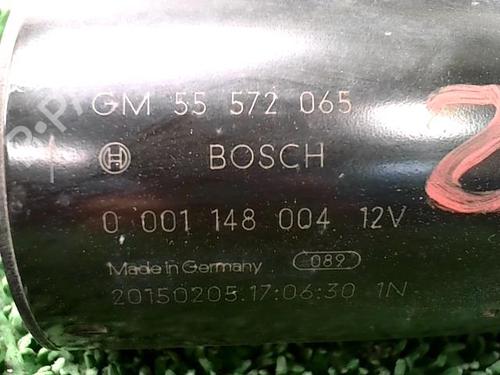 GM 55 572 065
BOSCH
0 001 148 004 12V
Made in Germany 089
20150205.17:06:30 1N